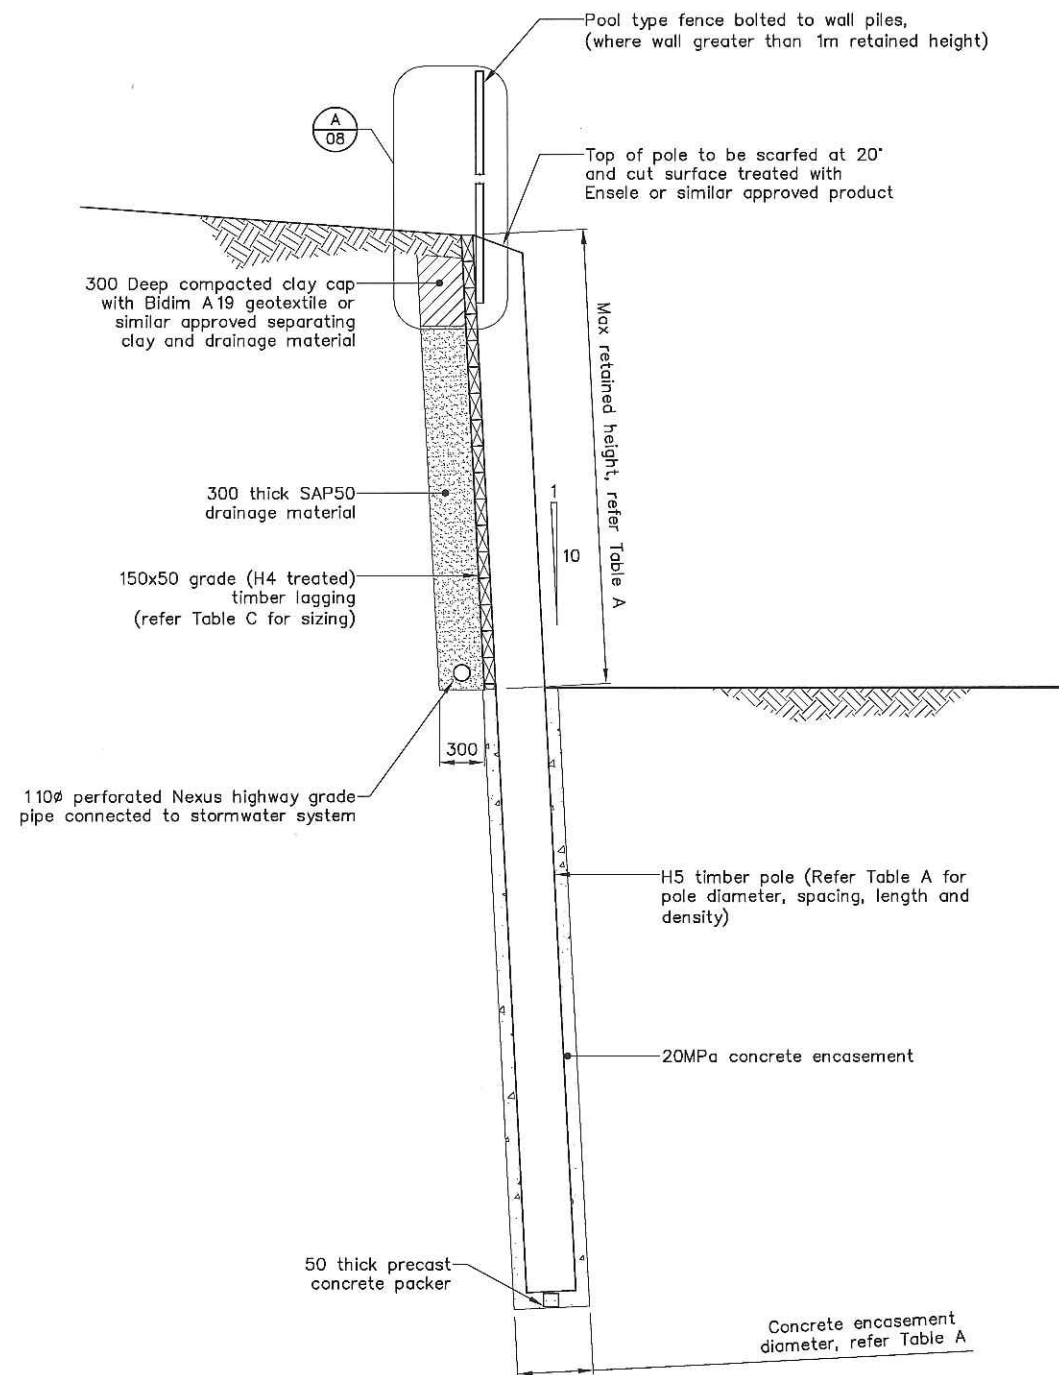 Pool type fence bolted to wall piles,
(where wall greater than 1m retained height)
A
08
Top of pole to be scarfed at 20°
and cut surface treated with
Ensele or similar approved product
300 Deep compacted clay cap
with Bidim A19 geotextile or
similar approved separating
clay and drainage material
Max retained height, refer Table A
300 thick SAP50
drainage material
1
10
150x50 grade (H4 treated)
timber lagging
(refer Table C for sizing)
300
110ø perforated Nexus highway grade
pipe connected to stormwater system
H5 timber pole (Refer Table A for
pole diameter, spacing, length and
density)
20MPa concrete encasement
50 thick precast
concrete packer
Concrete encasement
diameter, refer Table A